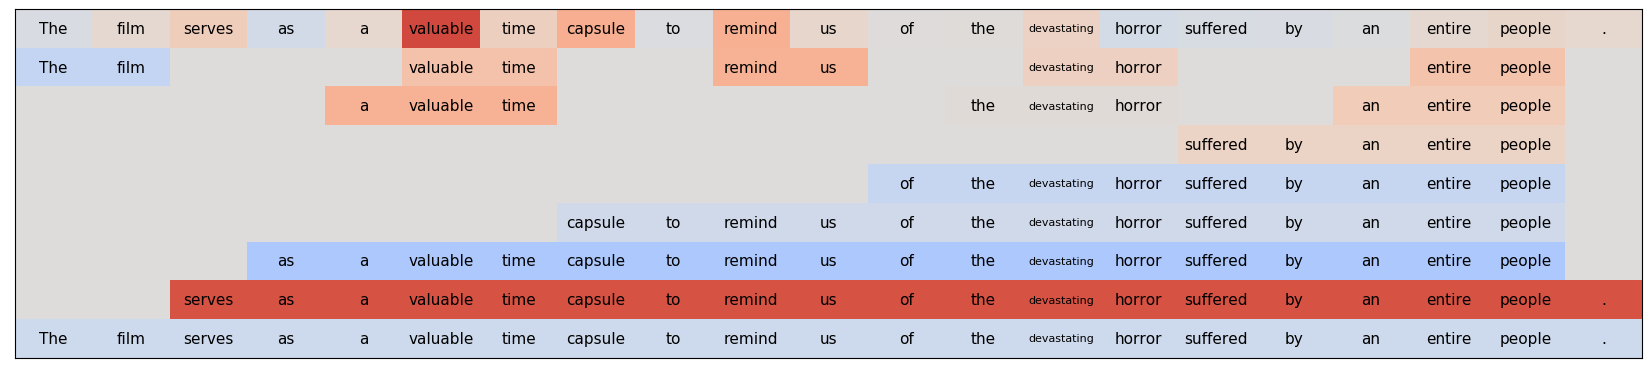 The film serves as a valuable time capsule to remind us of the devastating horror suffered by an entire people .
The film valuable time remind us devastating horror entire people
a valuable time the devastating horror an entire people
suffered by an entire people
of the devastating horror suffered by an entire people
capsule to remind us of the devastating horror suffered by an entire people
as a valuable time capsule to remind us of the devastating horror suffered by an entire people
serves as a valuable time capsule to remind us of the devastating horror suffered by an entire people .
The film serves as a valuable time capsule to remind us of the devastating horror suffered by an entire people .